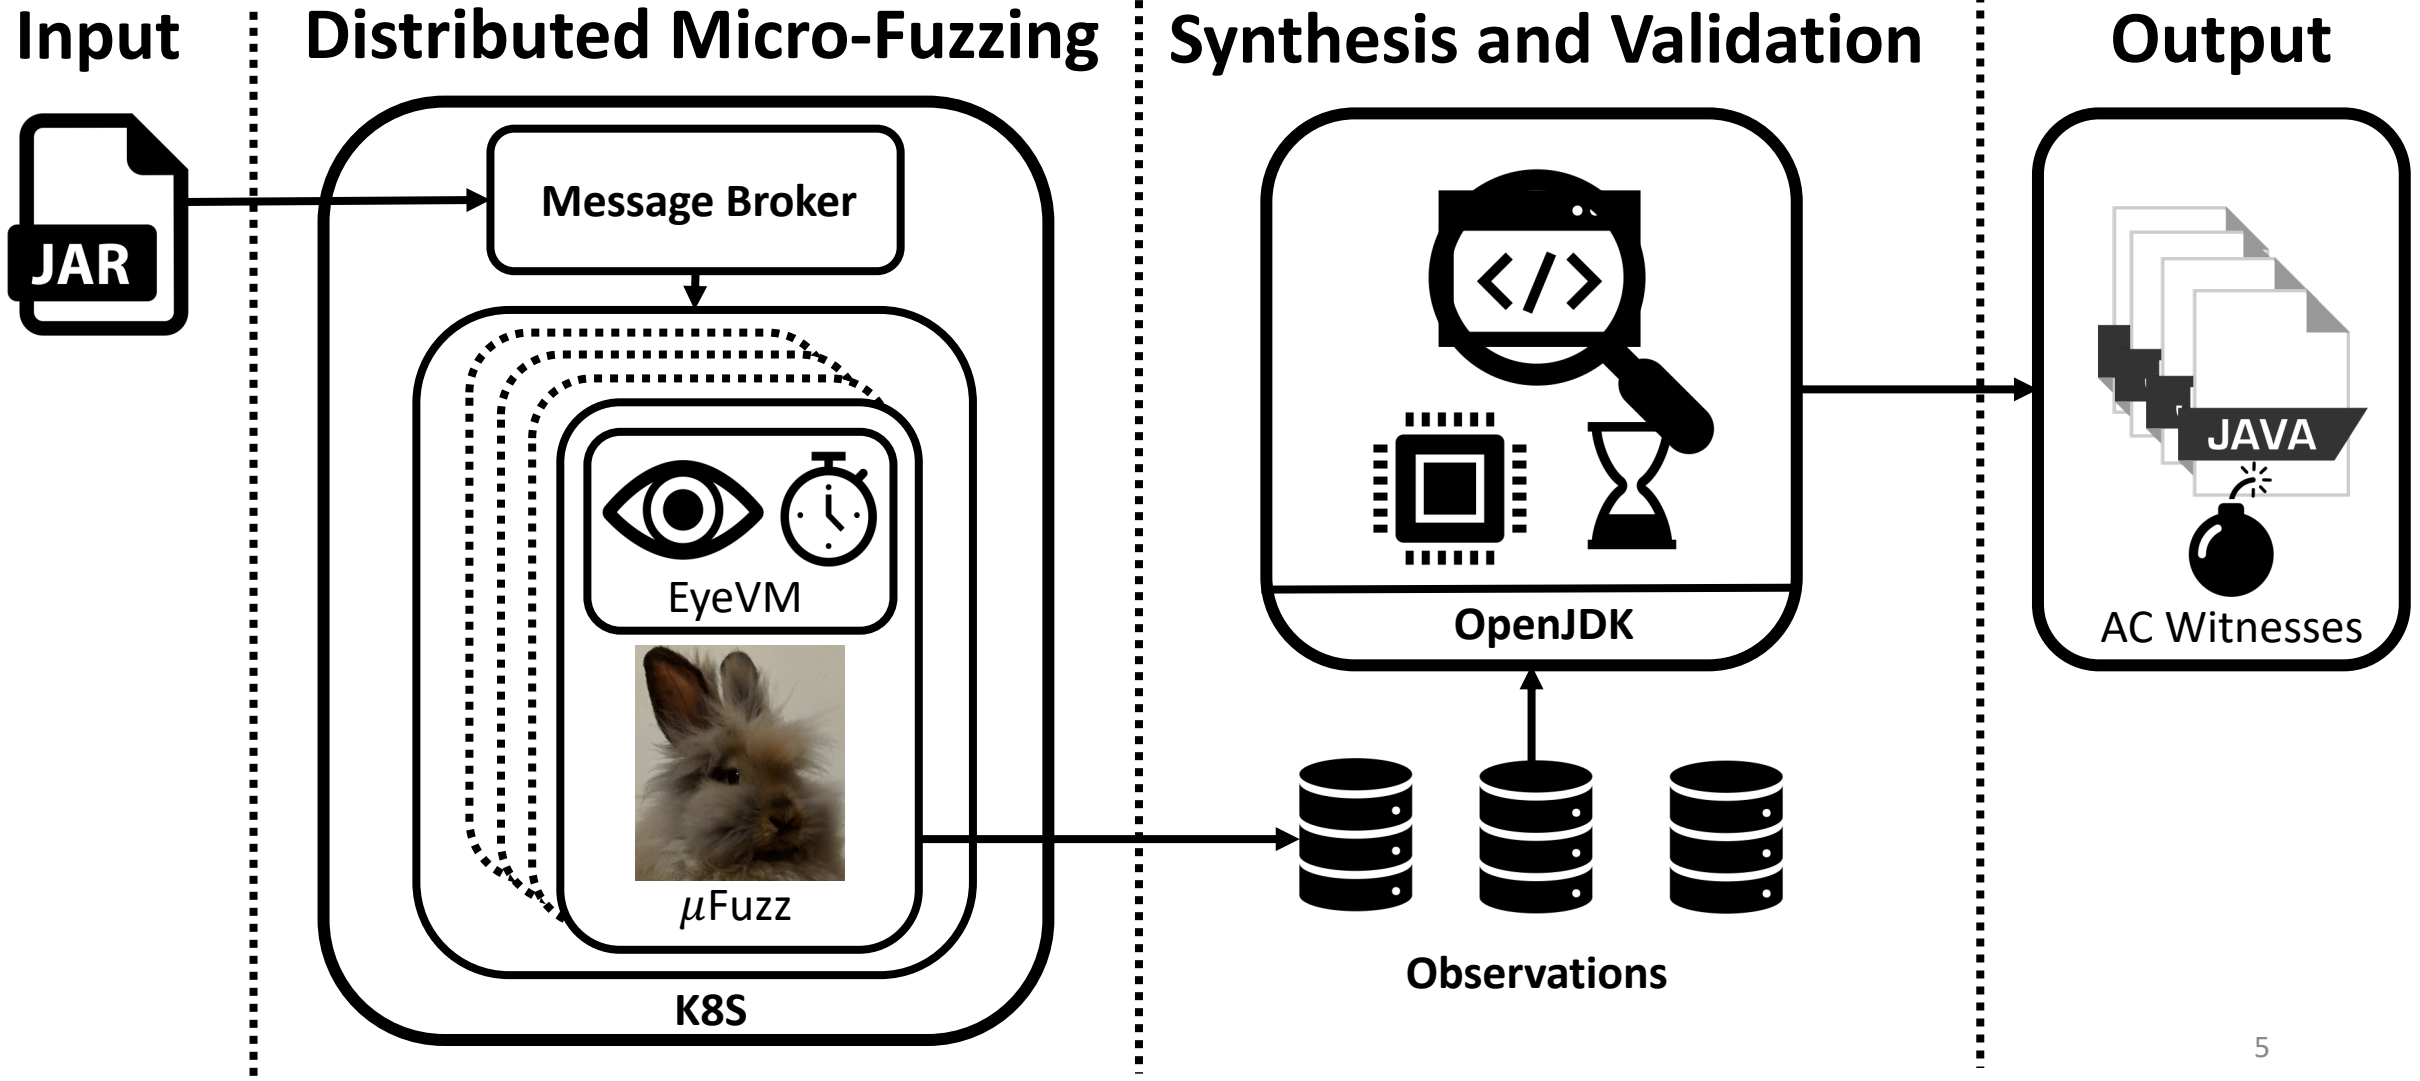 Input
Distributed Micro-Fuzzing
Synthesis and Validation
Output
JAR
Message Broker
EyeVM
μFuzz
K8S
</>
OpenJDK
Observations
JAVA
AC Witnesses
5